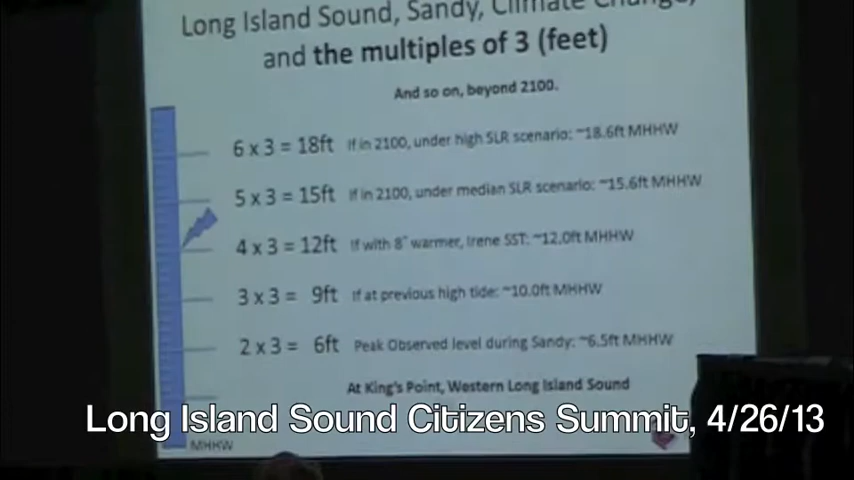 Long Island Sound, Sandy, Climate Change,
and the multiples of 3 (feet)
And so on, beyond 2100.
6 x 3 = 18ft If in 2100, under high SLR scenario: ~18.6ft MHHW
5 x 3 = 15ft If in 2100, under median SLR scenario: ~15.6ft MHHW
4 x 3 = 12ft If with 8° warmer, Irene SST: ~12.0ft MHHW
3 x 3 = 9ft If at previous high tide: ~10.0ft MHHW
2 x 3 = 6ft Peak Observed level during Sandy: ~6.5ft MHHW
At King's Point, Western Long Island Sound
Long Island Sound Citizens Summit, 4/26/13
MHHW